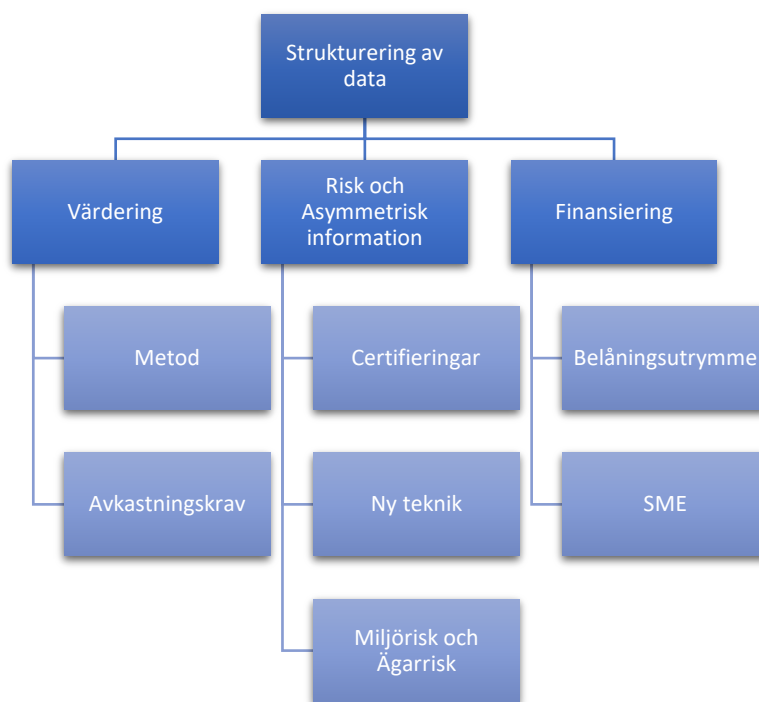 Strukturering av
data
Värdering
Risk och
Asymmetrisk
information
Finansiering
Metod
Certifieringar
Belåningsutrymme
Avkastningskrav
Ny teknik
SME
Miljörisk och
Ägarrisk